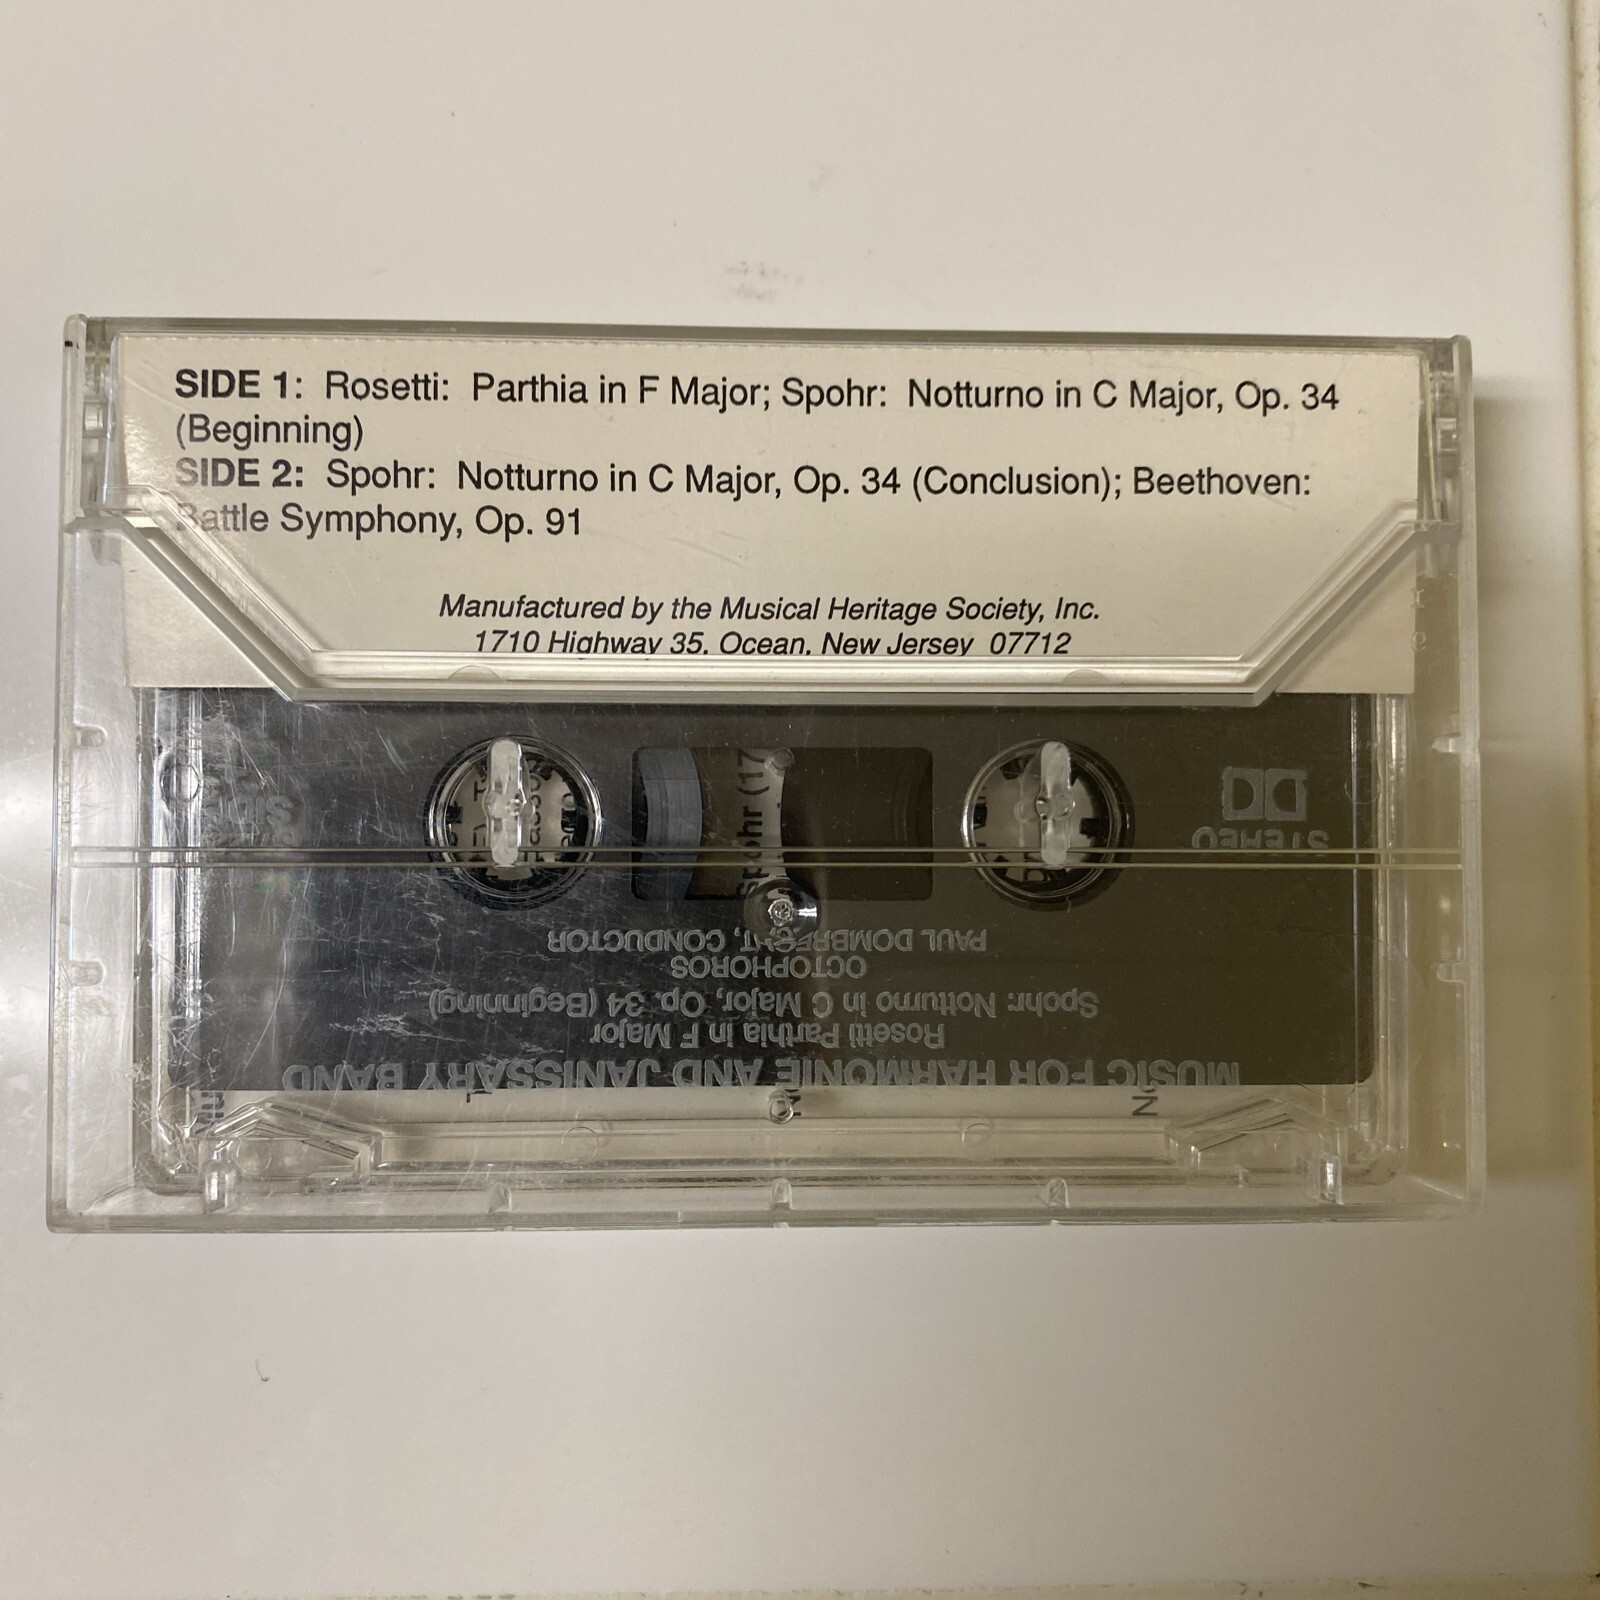 SIDE 1: Rosetti: Parthia in F Major; Spohr: Notturno in C Major, Op. 34
(Beginning)
SIDE 2: Spohr: Notturno in C Major, Op. 34 (Conclusion); Beethoven:
Battle Symphony, Op. 91
Manufactured by the Musical Heritage Society, Inc.
1710 Highway 35, Ocean, New Jersey 07712
MUSIC FOR HARMONIE AND JANISSARY BAND
Rosetti Parthia in F Major
Spohr: Notturno in C Major, Op. 34 (Beginning)
OCTOPHOROS
PAUL DOMBRECHT, CONDUCTOR
STEREO
Spohr (17